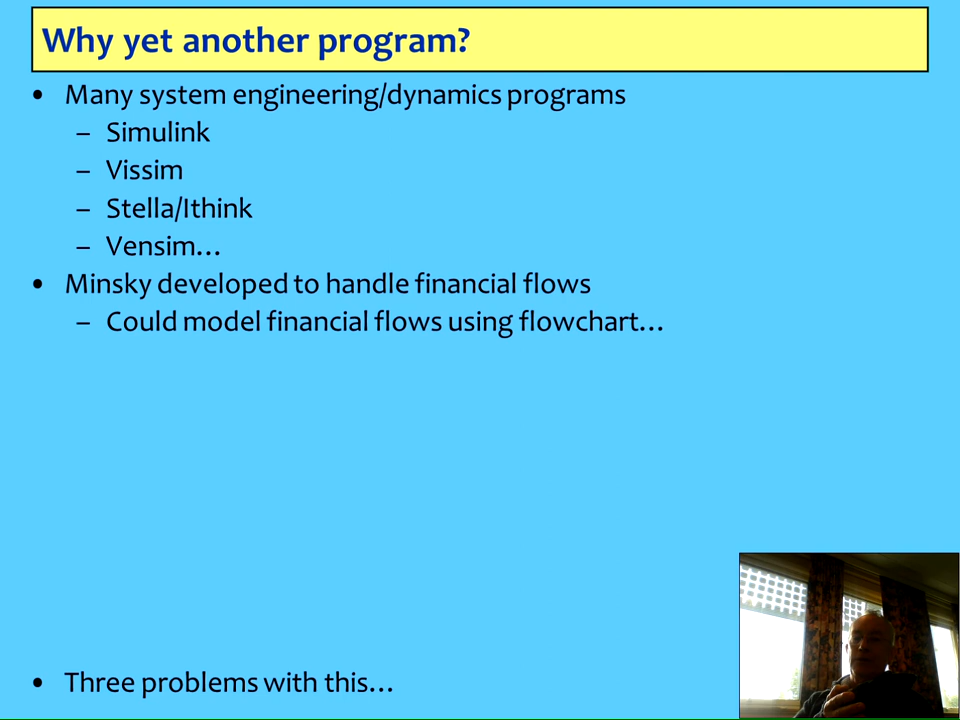 Why yet another program?
• Many system engineering/dynamics programs
– Simulink
– Vissim
– Stella/Ithink
– Vensim…
• Minsky developed to handle financial flows
– Could model financial flows using flowchart…
• Three problems with this…